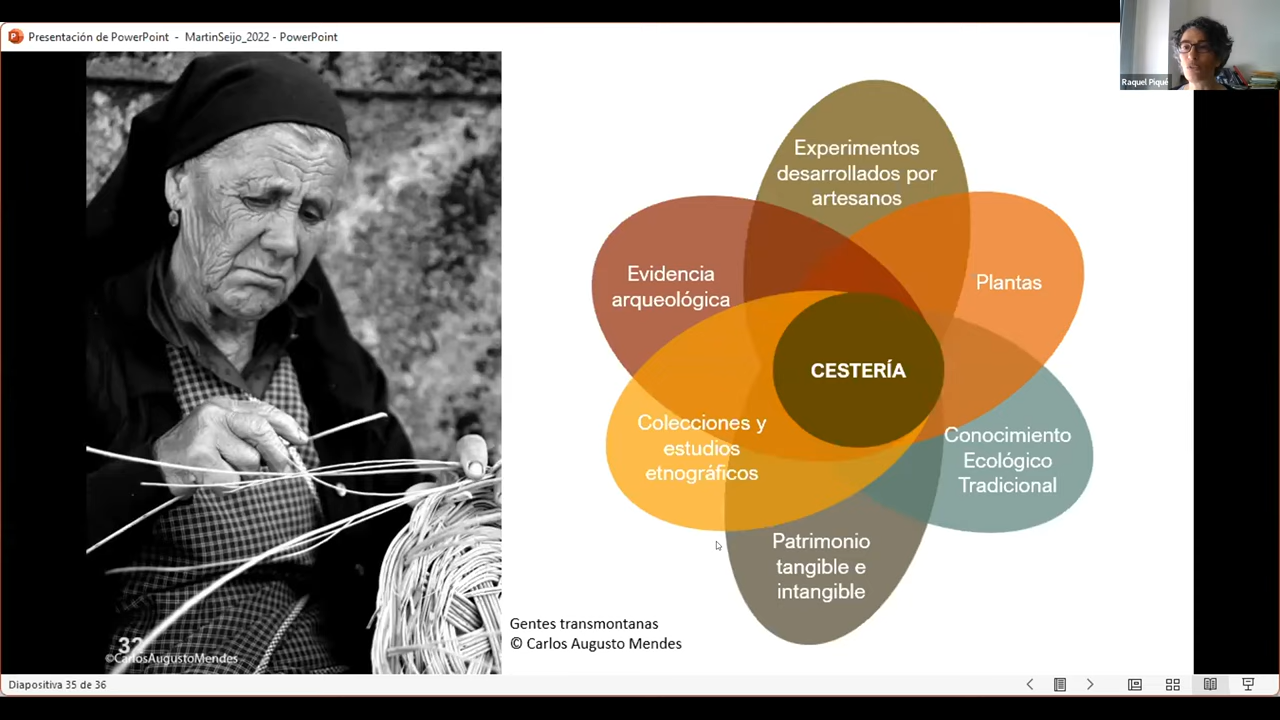 Presentación de PowerPoint - MartinSeijo_2022 - PowerPoint
Raquel Piqué
Experimentos
desarrollados por
artesanos
Evidencia
arqueológica
Plantas
CESTERÍA
Colecciones y
estudios
etnográficos
Conocimiento
Ecológico
Tradicional
Patrimonio
tangible e
intangible
Gentes transmontanas
© Carlos Augusto Mendes
32
©CarlosAugustoMendes
Diapositiva 35 de 36